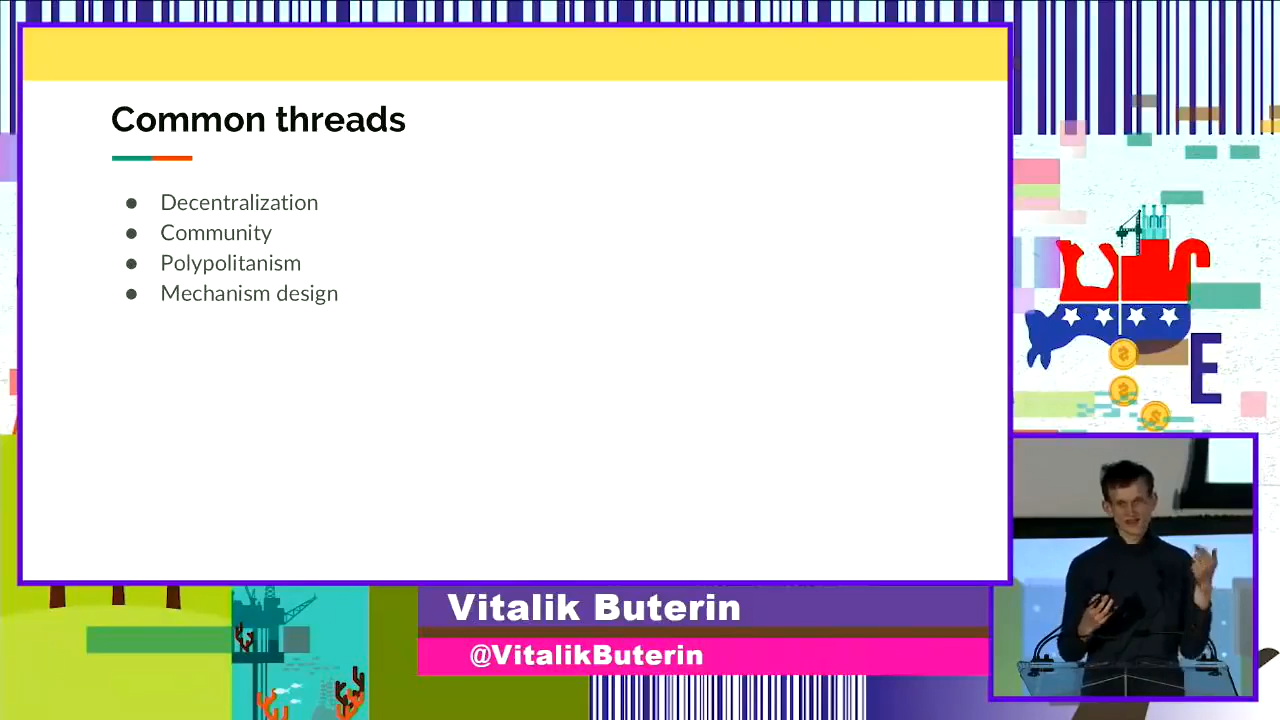 Common threads
● Decentralization
● Community
● Polypolitanism
● Mechanism design
E
Vitalik Buterin
@VitalikButerin